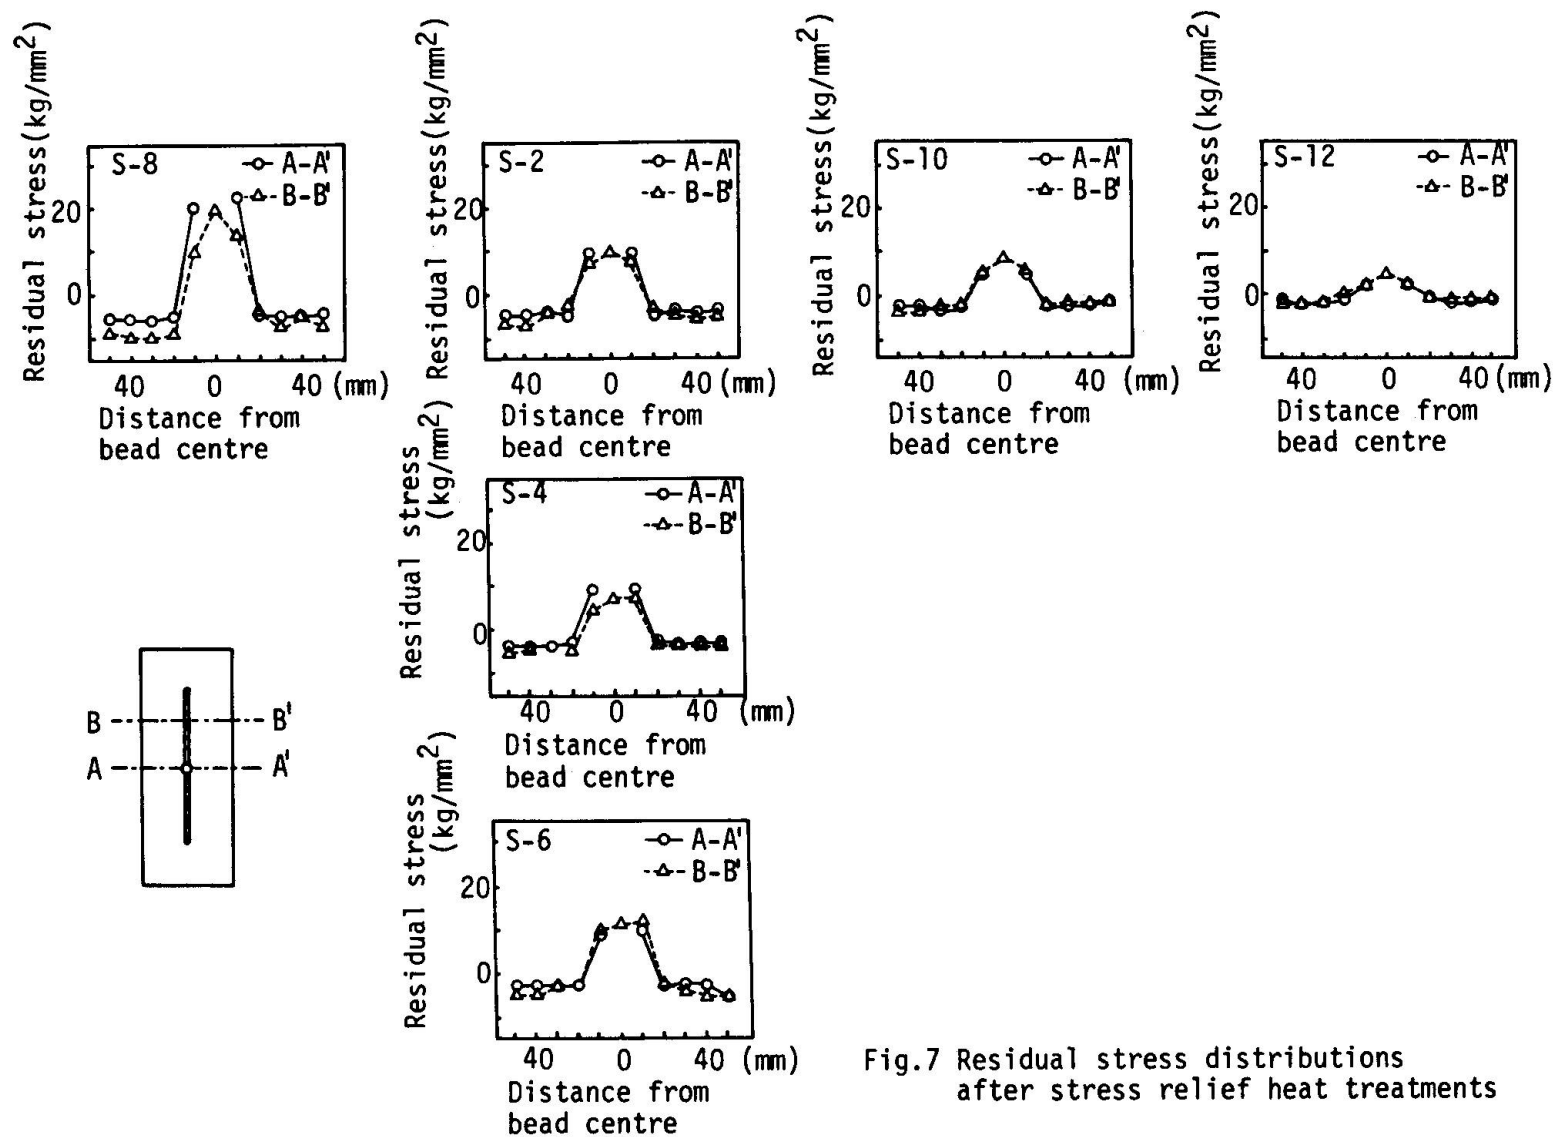 Residual stress(kg/mm2)
S-8
A-A'
B-B'
20
0
40 0 40 (mm)
Distance from
bead centre
Residual stress(kg/mm2)
S-2
A-A'
B-B'
20
0
40 0 40 (mm)
Distance from
bead centre
Residual stress(kg/mm2)
S-10
A-A'
B-B'
20
0
40 0 40 (mm)
Distance from
bead centre
Residual stress(kg/mm2)
S-12
A-A'
B-B'
20
0
40 0 40 (mm)
Distance from
bead centre
Residual stress
(kg/mm2)
S-4
A-A'
B-B'
20
0
40 0 40 (mm)
Distance from
bead centre
B B'
A A'
Residual stress
(kg/mm2)
S-6
A-A'
B-B'
20
0
40 0 40 (mm)
Distance from
bead centre
Fig.7 Residual stress distributions
after stress relief heat treatments